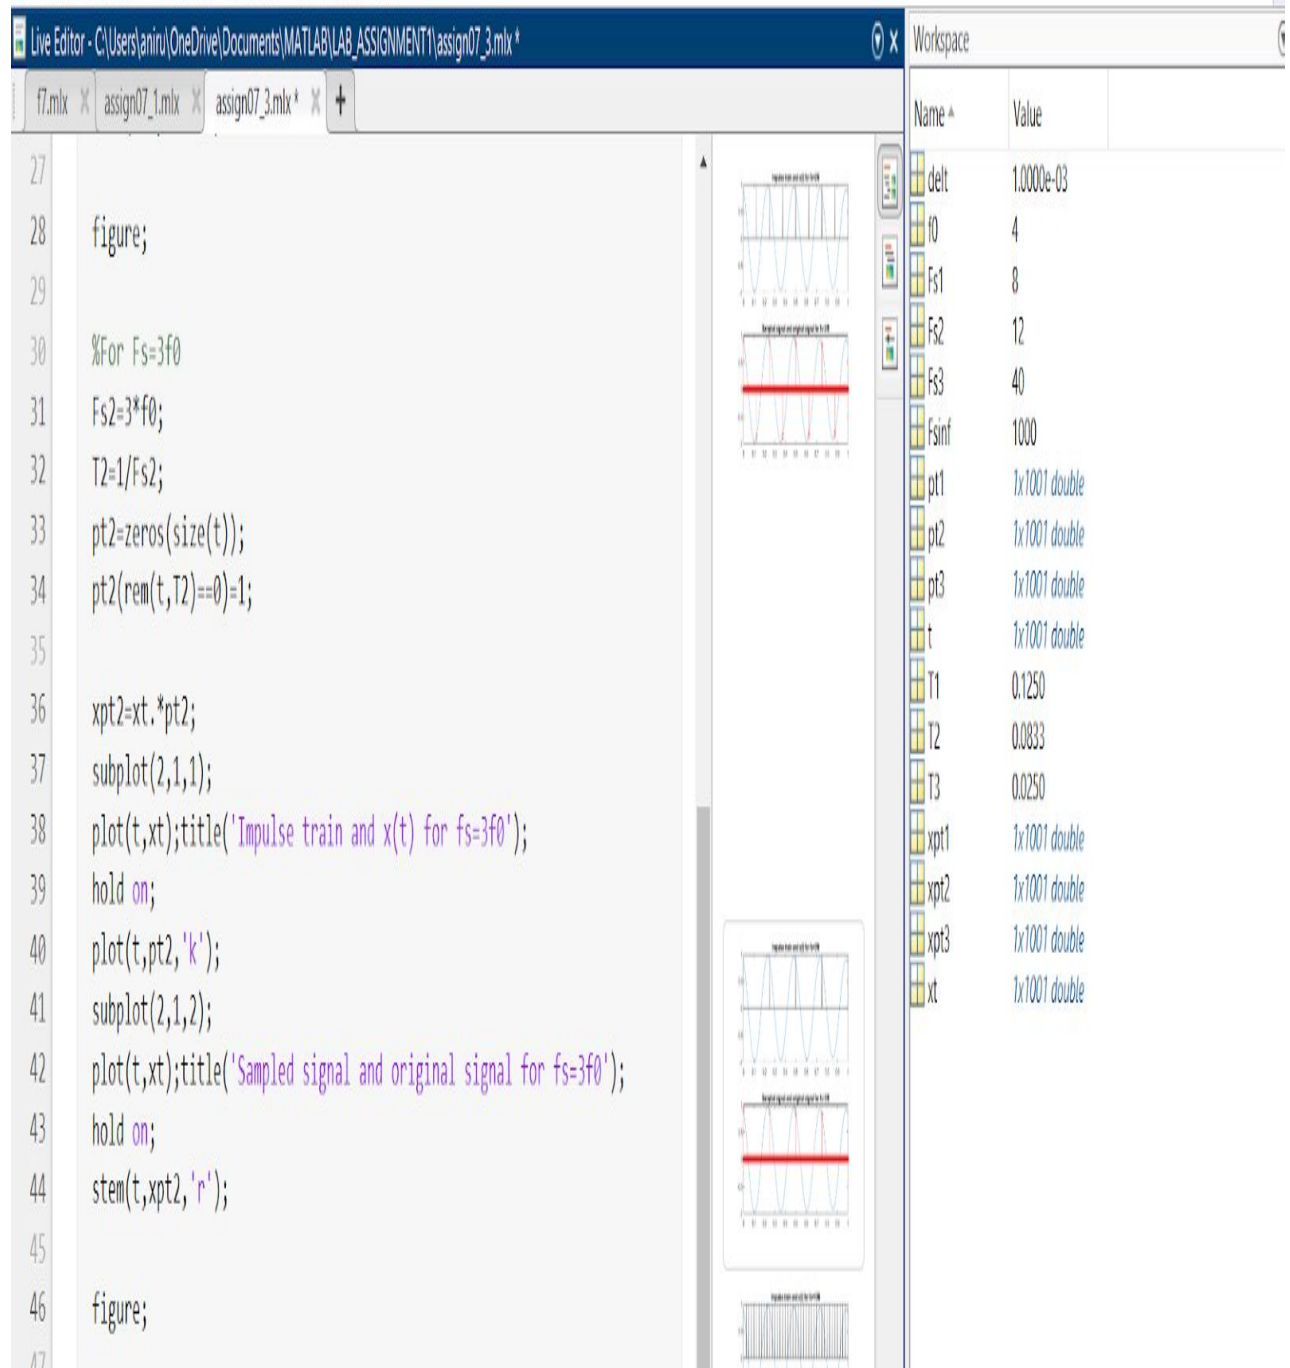 Live Editor - C:\Users\aniru\OneDrive\Documents\MATLAB\LAB_ASSIGNMENT1\assign07_3.mlx *
f7.mlx
assign07_1.mlx
assign07_3.mlx *
27
28 figure;
29
30 %For Fs=3f0
31 Fs2=3*f0;
32 T2=1/Fs2;
33 pt2=zeros(size(t));
34 pt2(rem(t,T2)==0)=1;
35
36 xpt2=xt.*pt2;
37 subplot(2,1,1);
38 plot(t,xt);title('Impulse train and x(t) for fs=3f0');
39 hold on;
40 plot(t,pt2,'k');
41 subplot(2,1,2);
42 plot(t,xt);title('Sampled signal and original signal for fs=3f0');
43 hold on;
44 stem(t,xpt2,'r');
45
46 figure;
47
Workspace
Name Value
delt 1.0000e-03
f0 4
Fs1 8
Fs2 12
Fs3 40
Fsinf 1000
pt1 1x1001 double
pt2 1x1001 double
pt3 1x1001 double
t 1x1001 double
T1 0.1250
T2 0.0833
T3 0.0250
xpt1 1x1001 double
xpt2 1x1001 double
xpt3 1x1001 double
xt 1x1001 double